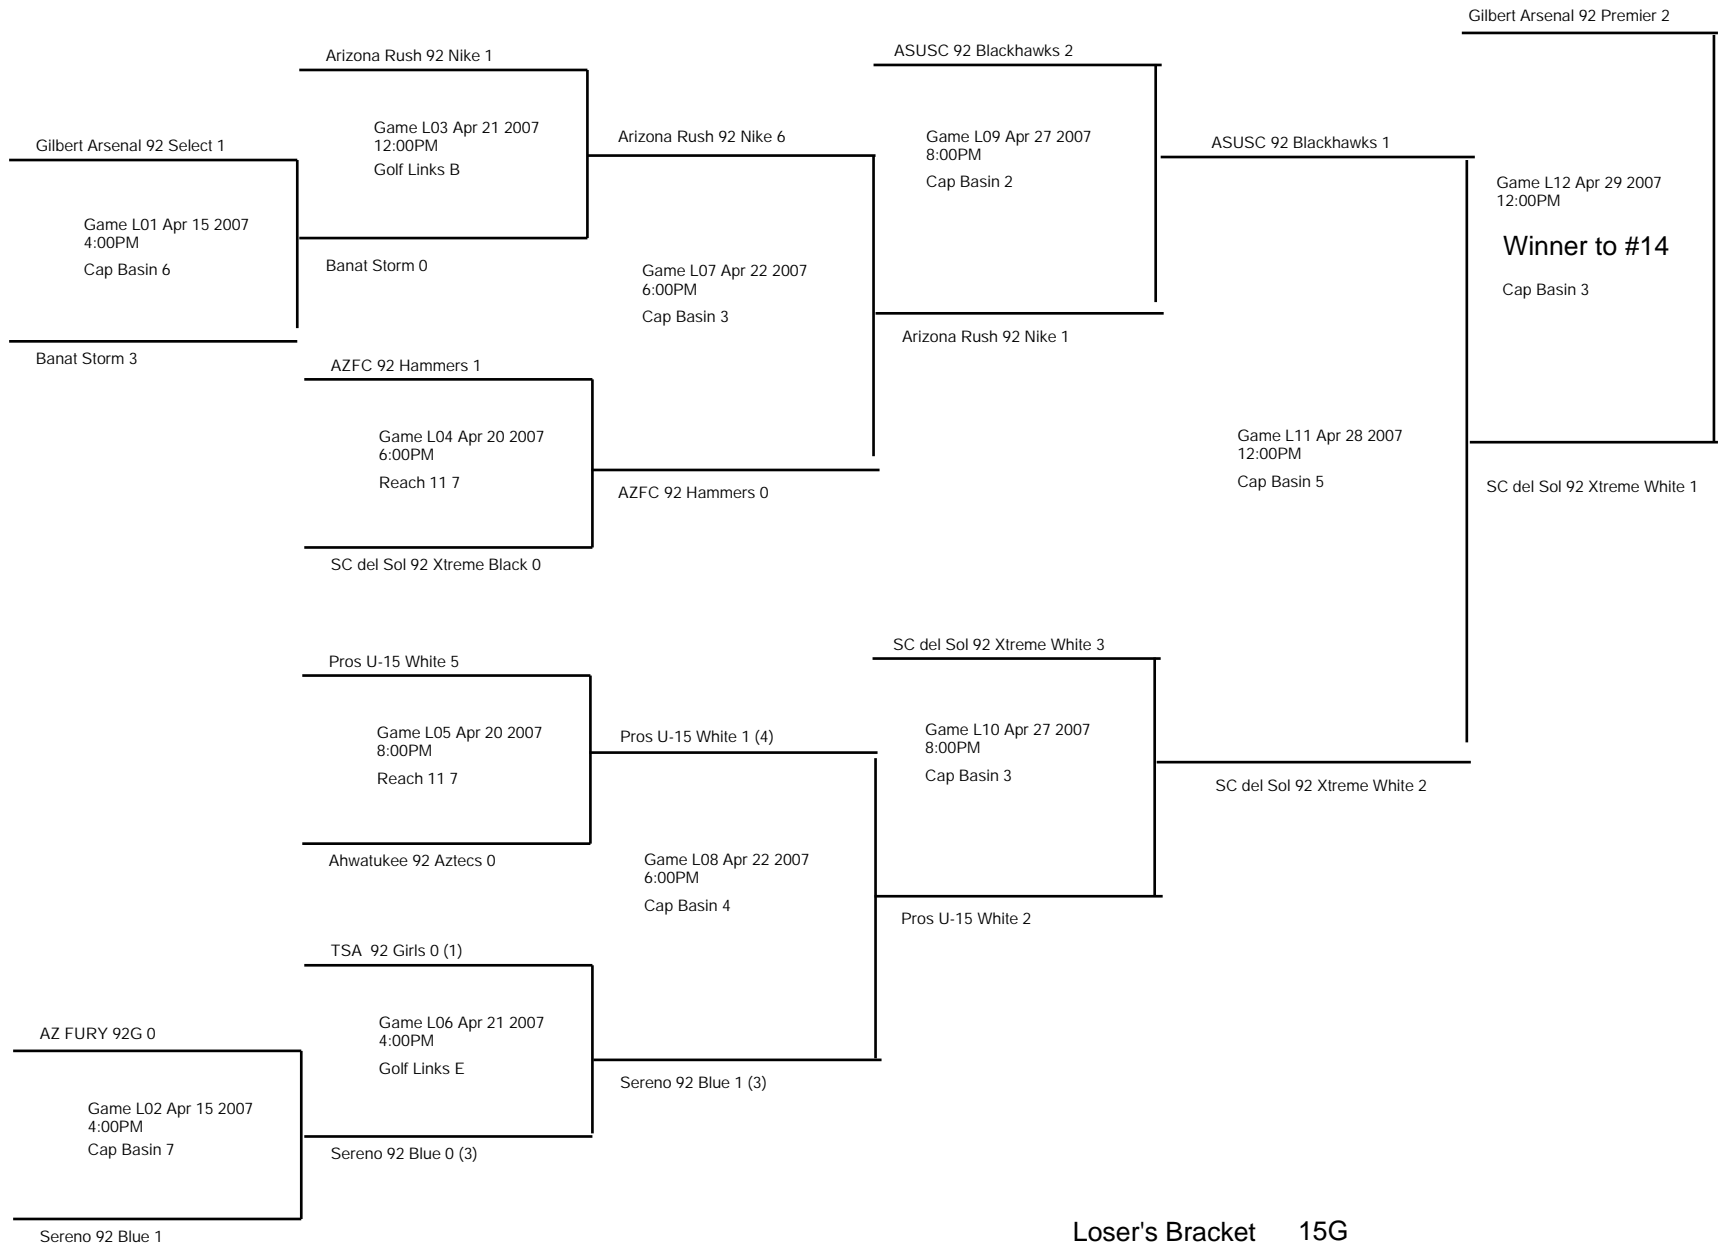 Gilbert Arsenal 92 Premier 2
Arizona Rush 92 Nike 1
ASUSC 92 Blackhawks 2
Gilbert Arsenal 92 Select 1
Game L03 Apr 21 2007
12:00PM
Golf Links B
Arizona Rush 92 Nike 6
Game L09 Apr 27 2007
8:00PM
Cap Basin 2
ASUSC 92 Blackhawks 1
Game L12 Apr 29 2007
12:00PM
Winner to #14
Cap Basin 3
Game L01 Apr 15 2007
4:00PM
Cap Basin 6
Banat Storm 0
Game L07 Apr 22 2007
6:00PM
Cap Basin 3
Arizona Rush 92 Nike 1
Banat Storm 3
AZFC 92 Hammers 1
Game L04 Apr 20 2007
6:00PM
Reach 11 7
AZFC 92 Hammers 0
Game L11 Apr 28 2007
12:00PM
Cap Basin 5
SC del Sol 92 Xtreme White 1
SC del Sol 92 Xtreme Black 0
Pros U-15 White 5
SC del Sol 92 Xtreme White 3
Game L05 Apr 20 2007
8:00PM
Reach 11 7
Pros U-15 White 1 (4)
Game L10 Apr 27 2007
8:00PM
Cap Basin 3
SC del Sol 92 Xtreme White 2
Ahwatukee 92 Aztecs 0
Game L08 Apr 22 2007
6:00PM
Cap Basin 4
Pros U-15 White 2
TSA  92 Girls 0 (1)
AZ FURY 92G 0
Game L06 Apr 21 2007
4:00PM
Golf Links E
Sereno 92 Blue 1 (3)
Game L02 Apr 15 2007
4:00PM
Cap Basin 7
Sereno 92 Blue 0 (3)
Sereno 92 Blue 1
Loser's Bracket 15G